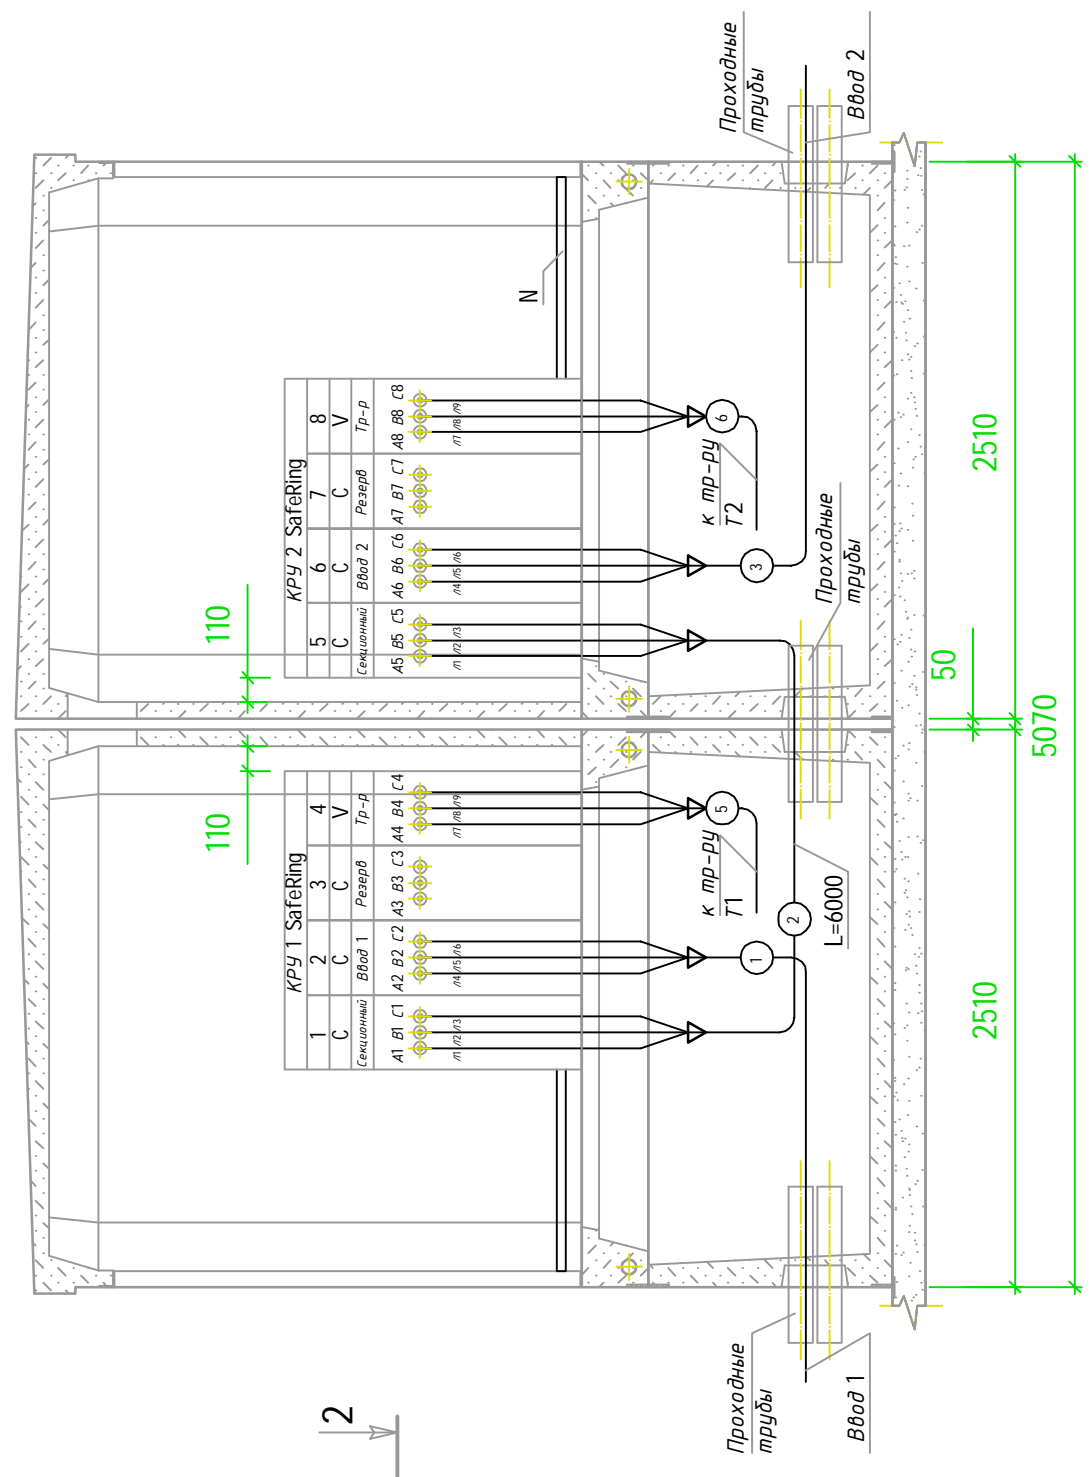 2
КРУ 1 SafeRing
1 2 3 4
C C C V
Секционный Ввод 1 Резерв Тр-р
A1 B1 C1 A2 B2 C2 A3 B3 C3 A4 B4 C4
Л1 Л2 Л3 Л4 Л5 Л6 Л7 Л8 Л9
КРУ 2 SafeRing
5 6 7 8
C C C V
Секционный Ввод 2 Резерв Тр-р
A5 B5 C5 A6 B6 C6 A7 B7 C7 A8 B8 C8
Л1 Л2 Л3 Л4 Л5 Л6 Л7 Л8 Л9
110
110
N
к тр-ру
Т1
к тр-ру
Т2
1
2
5
3
6
L=6000
Проходные
трубы
Ввод 1
Проходные
трубы
Проходные
трубы
Ввод 2
50
2510
2510
5070